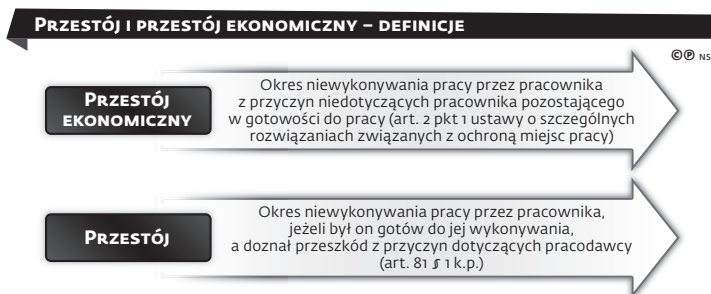 PRZESTÓJ I PRZESTÓJ EKONOMICZNY – DEFINICJE
©℗ NS
PRZESTÓJ
EKONOMICZNY
Okres niewykonywania pracy przez pracownika
z przyczyn niedotyczących pracownika pozostającego
w gotowości do pracy (art. 2 pkt 1 ustawy o szczególnych
rozwiązaniach związanych z ochroną miejsc pracy)
PRZESTÓJ
Okres niewykonywania pracy przez pracownika,
jeżeli był on gotów do jej wykonywania,
a doznał przeszkód z przyczyn dotyczących pracodawcy
(art. 81 § 1 k.p.)